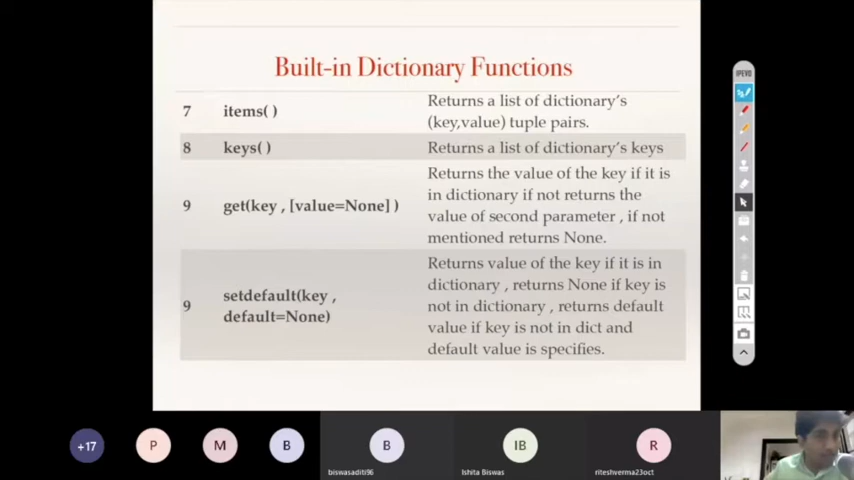 Built-in Dictionary Functions
7 items( ) Returns a list of dictionary's
(key,value) tuple pairs.
8 keys( ) Returns a list of dictionary's keys
9 get(key , [value=None] ) Returns the value of the key if it is
in dictionary if not returns the
value of second parameter , if not
mentioned returns None.
9 setdefault(key ,
default=None) Returns value of the key if it is in
dictionary , returns None if key is
not in dictionary , returns default
value if key is not in dict and
default value is specifies.
+17
P
M
B
B
IB
R
biswasaditi96
Ishita Biswas
riteshverma23oct